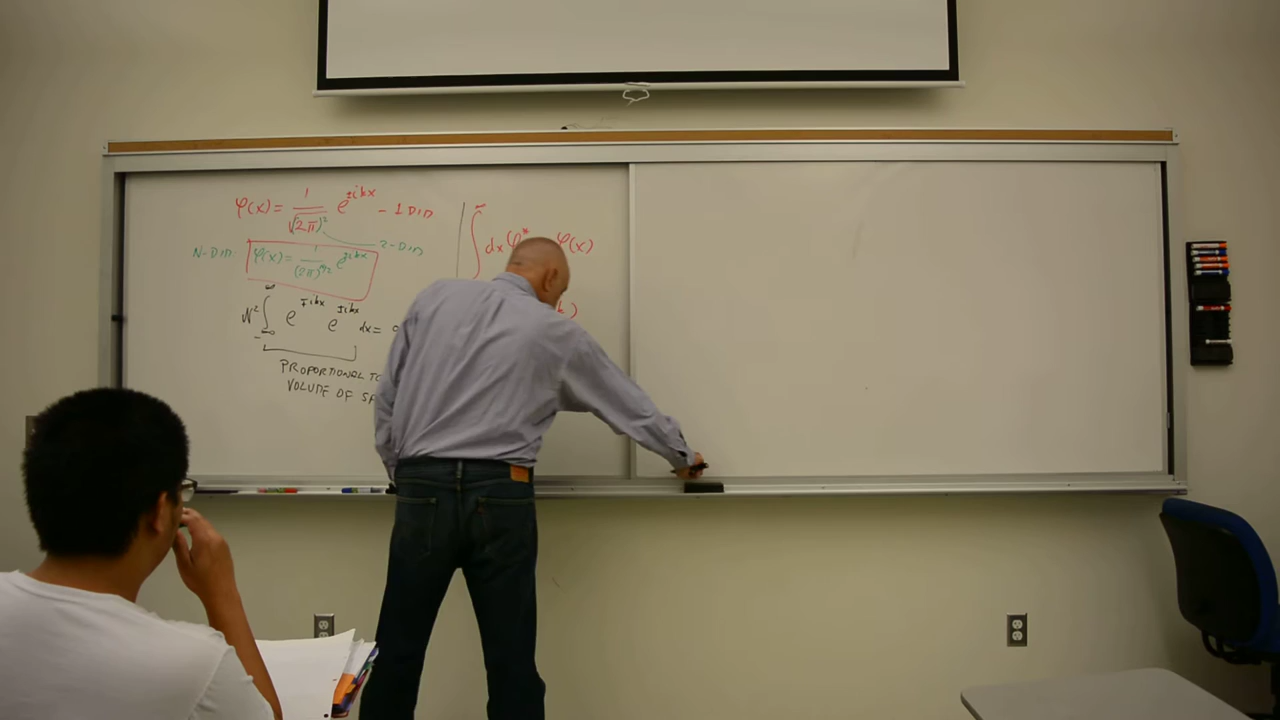 φ(x) = 1/(√2π)² e^±ikx - 1 DIM
2-DIM
N-DIM: φ(x) = 1/(2π)^N/2 e^±ikx
N² ∫_-∞^∞ e^∓ikx e^±ikx dx =
PROPORTIONAL TO
VOLUME OF
∫^∞ dx (φ* φ(x)
k)